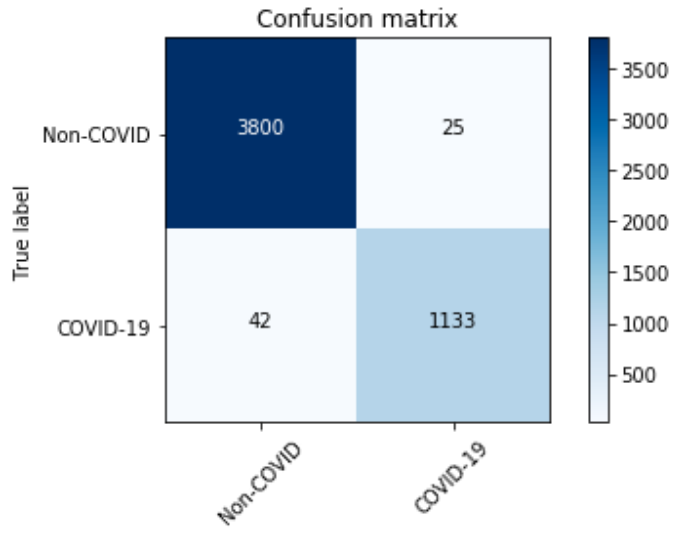 Confusion matrix
True label
Non-COVID
3800
25
COVID-19
42
1133
Non-COVID
COVID-19
3500
3000
2500
2000
1500
1000
500